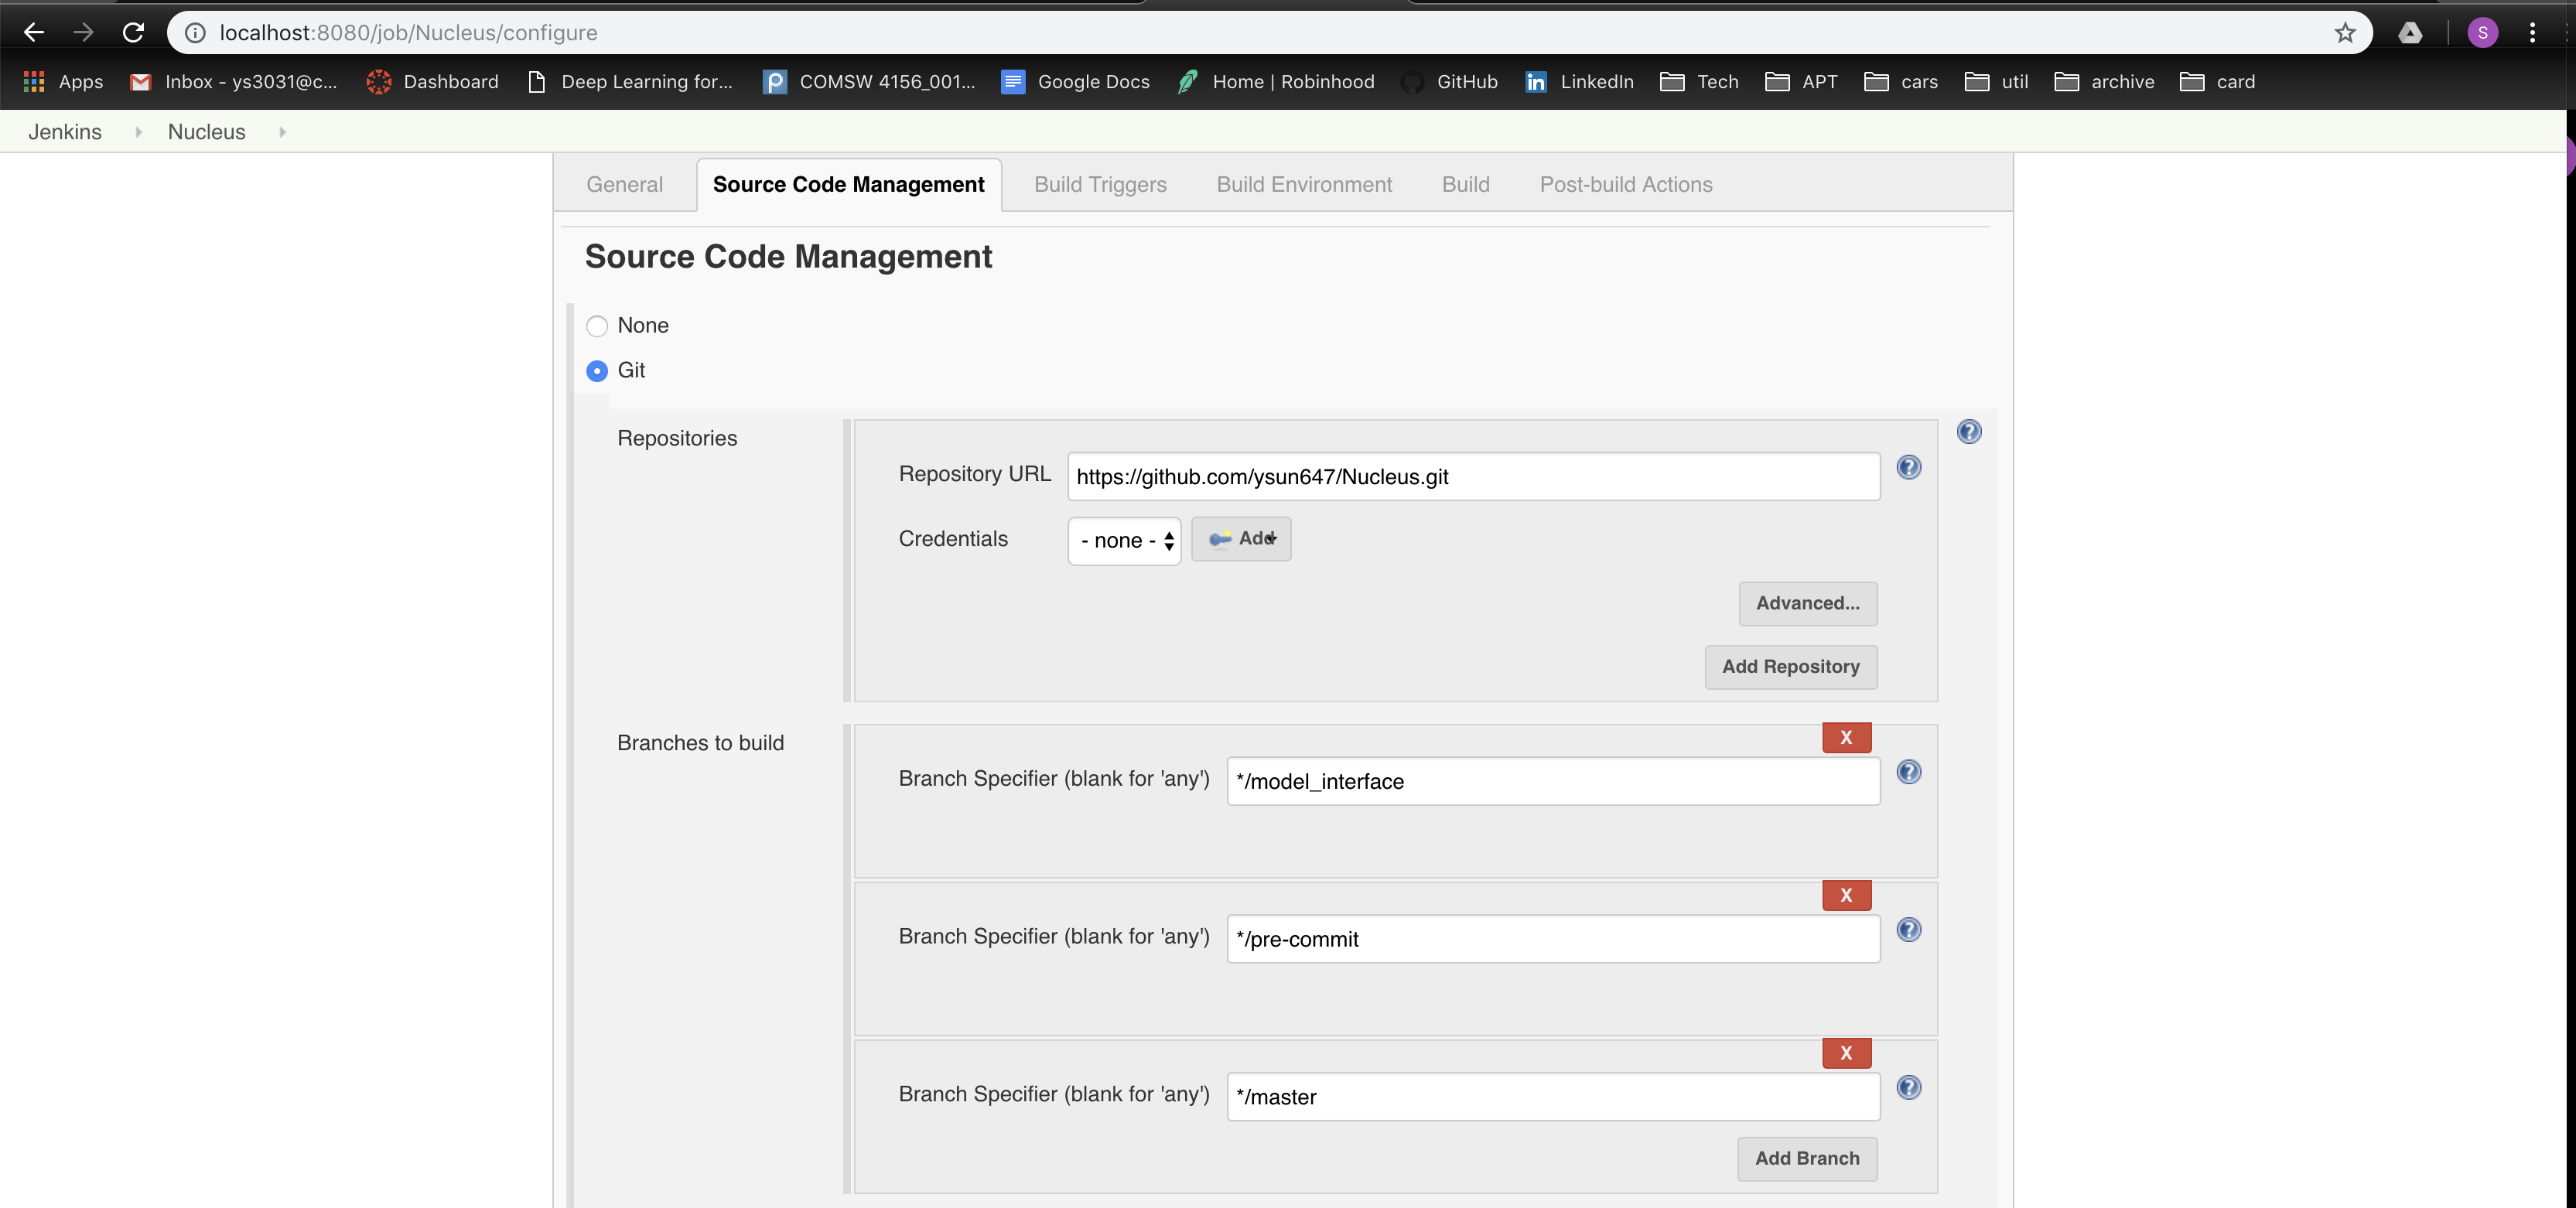 localhost:8080/job/Nucleus/configure
S
Apps Inbox - ys3031@c... Dashboard Deep Learning for... COMSW 4156_001... Google Docs Home | Robinhood GitHub LinkedIn Tech APT cars util archive card
Jenkins Nucleus
General Source Code Management Build Triggers Build Environment Build Post-build Actions
Source Code Management
None
Git
Repositories
Repository URL https://github.com/ysun647/Nucleus.git
Credentials - none - Add
Advanced...
Add Repository
Branches to build
X
Branch Specifier (blank for 'any') */model_interface
X
Branch Specifier (blank for 'any') */pre-commit
X
Branch Specifier (blank for 'any') */master
Add Branch